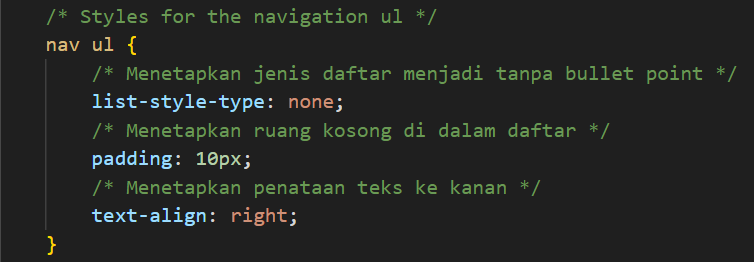 /* Styles for the navigation ul */
nav ul {
/* Menetapkan jenis daftar menjadi tanpa bullet point */
list-style-type: none;
/* Menetapkan ruang kosong di dalam daftar */
padding: 10px;
/* Menetapkan penataan teks ke kanan */
text-align: right;
}